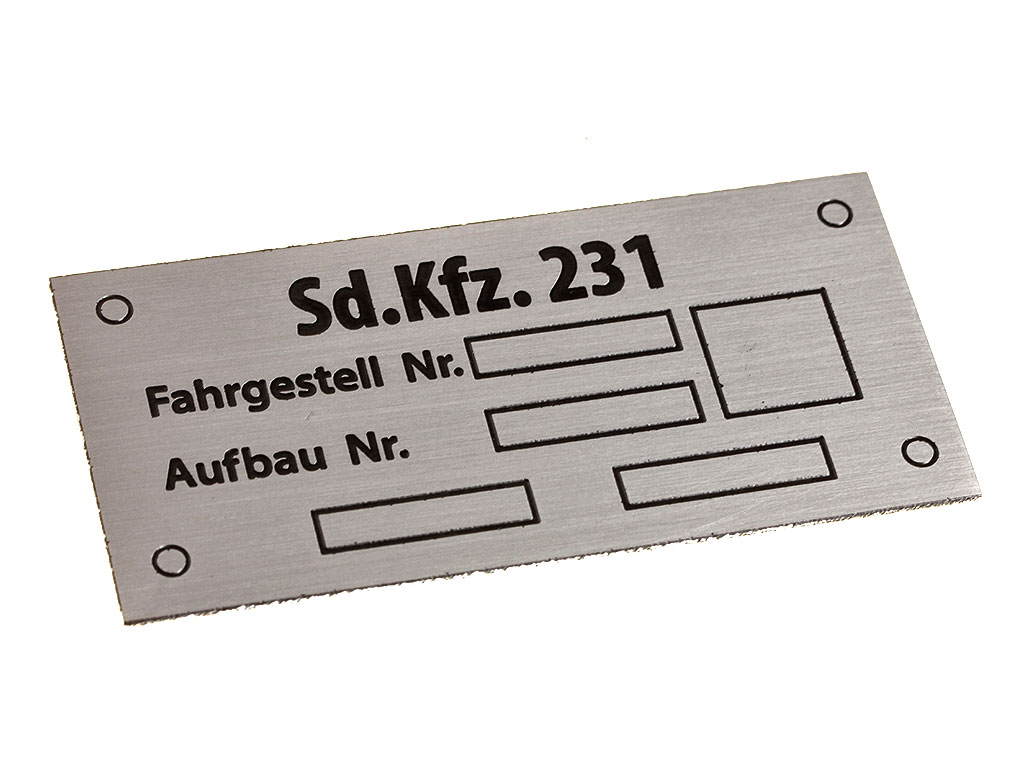 Sd.Kfz. 231
Fahrgestell Nr.
Aufbau Nr.